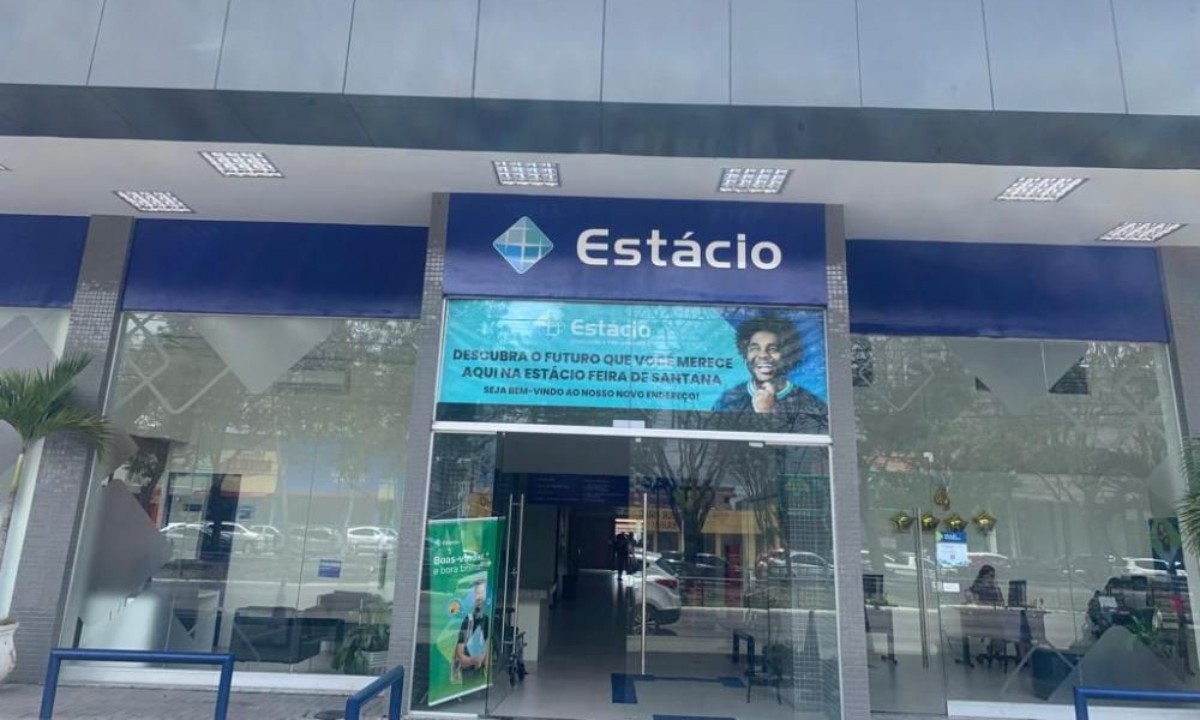 Estácio
Estácio
DESCUBRA O FUTURO QUE VOCÊ MERECE
AQUI NA ESTÁCIO FEIRA DE SANTANA
SEJA BEM-VINDO AO NOSSO NOVO ENDEREÇO!
Boas-vindas
e bora